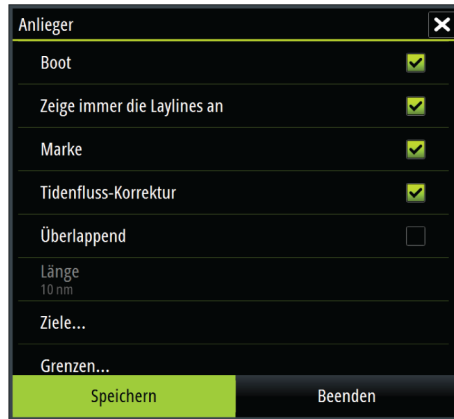 Anlieger
Boot
Zeige immer die Laylines an
Marke
Tidenfluss-Korrektur
Überlappend
Länge
10 nm
Ziele...
Grenzen...
Speichern Beenden